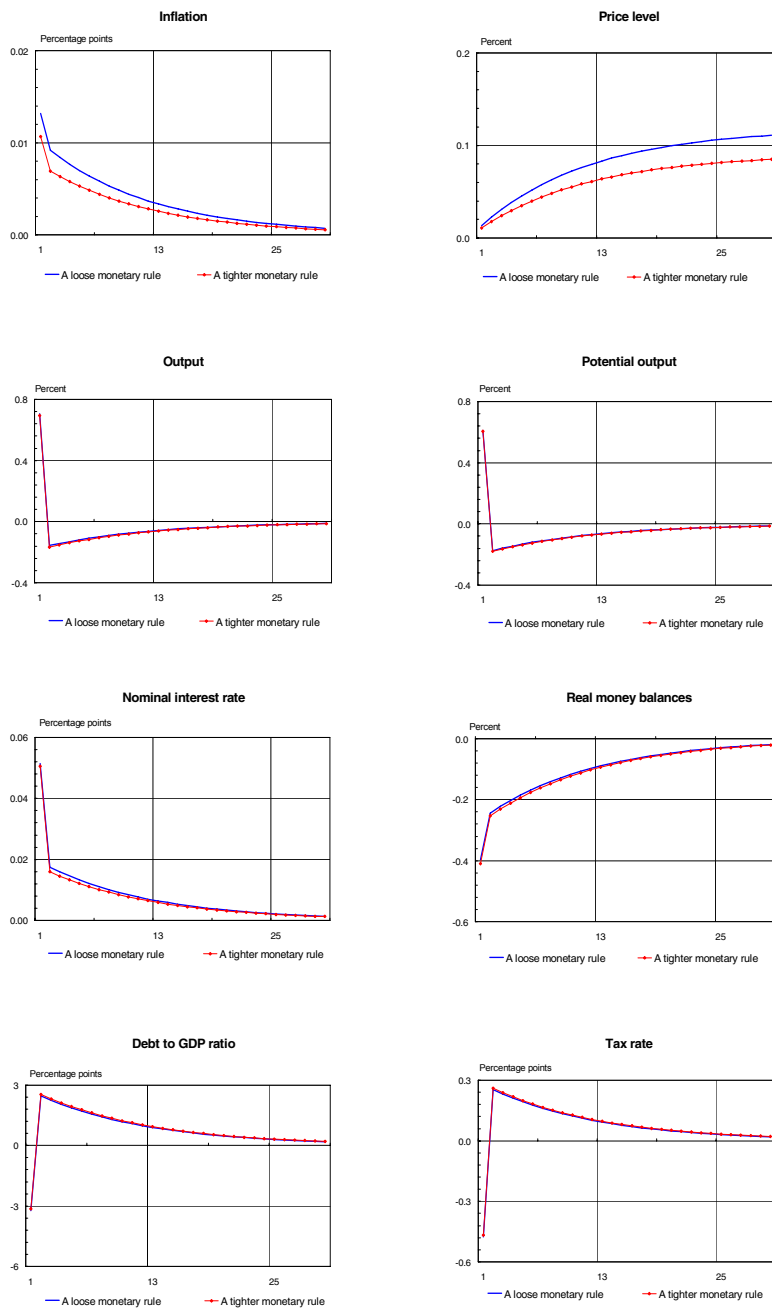 Inflation
Percentage points
0.02
0.01
0.00
1 13 25
A loose monetary rule A tighter monetary rule
Price level
Percent
0.2
0.1
0.0
1 13 25
A loose monetary rule A tighter monetary rule
Output
Percent
0.8
0.4
0.0
-0.4
1 13 25
A loose monetary rule A tighter monetary rule
Potential output
Percent
0.8
0.4
0.0
-0.4
1 13 25
A loose monetary rule A tighter monetary rule
Nominal interest rate
Percentage points
0.06
0.04
0.02
0.00
1 13 25
A loose monetary rule A tighter monetary rule
Real money balances
Percent
0.0
-0.2
-0.4
-0.6
1 13 25
A loose monetary rule A tighter monetary rule
Debt to GDP ratio
Percentage points
3
0
-3
-6
1 13 25
A loose monetary rule A tighter monetary rule
Tax rate
Percentage points
0.3
0.0
-0.3
-0.6
1 13 25
A loose monetary rule A tighter monetary rule